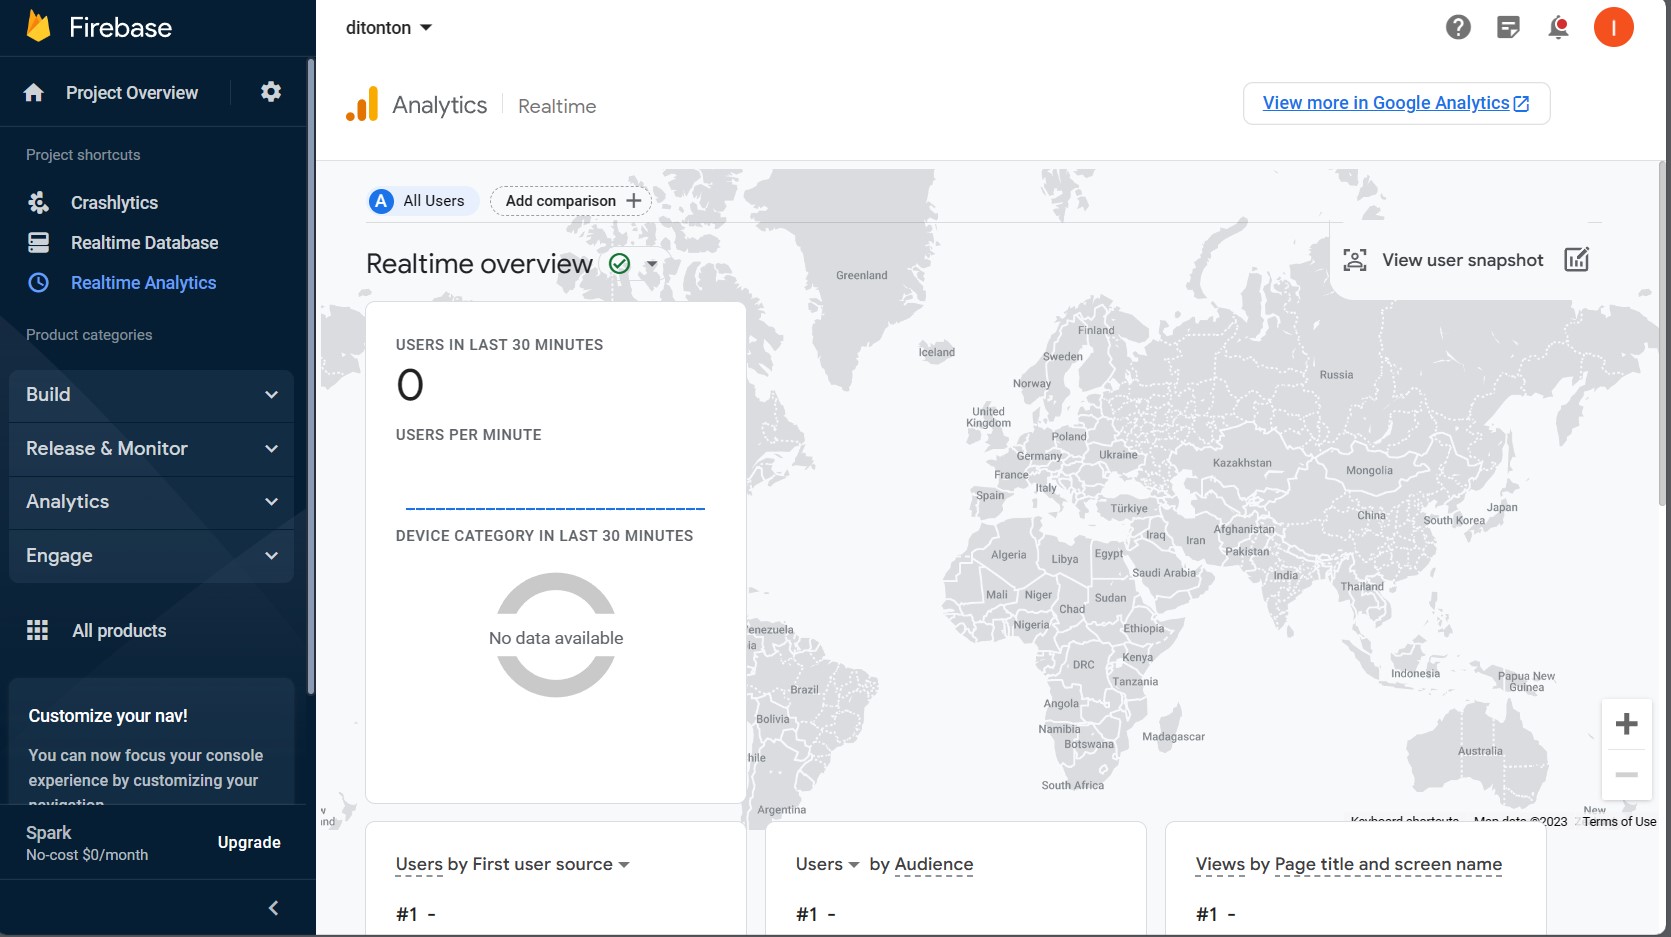 Firebase
Project Overview
Project shortcuts
Crashlytics
Realtime Database
Realtime Analytics
Product categories
Build
Release & Monitor
Analytics
Engage
All products
Customize your nav!
You can now focus your console
experience by customizing your
Spark
No-cost $0/month
Upgrade
ditonton
I
Analytics
Realtime
View more in Google Analytics
A All Users
Add comparison
Realtime overview
View user snapshot
USERS IN LAST 30 MINUTES
0
USERS PER MINUTE
DEVICE CATEGORY IN LAST 30 MINUTES
No data available
Greenland
Iceland
Finland
Sweden
Norway
Russia
United
Kingdom
Poland
Germany
Ukraine
France
Kazakhstan
Mongolia
Italy
Spain
Türkiye
Japan
China
South Korea
Afghanistan
Iraq
Iran
Pakistan
Algeria
Libya
Egypt
Saudi Arabia
India
Thailand
Mali
Niger
Sudan
Chad
Nigeria
Ethiopia
Kenya
DRC
Tanzania
Angola
Namibia
Botswana
Madagascar
South Africa
Indonesia
Papua New
Guinea
Australia
New
enezuela
Brazil
Bolivia
hile
Argentina
Keyboard shortcuts
Map data ©2023
Terms of Use
Users by First user source
#1 -
Users by Audience
#1 -
Views by Page title and screen name
#1 -